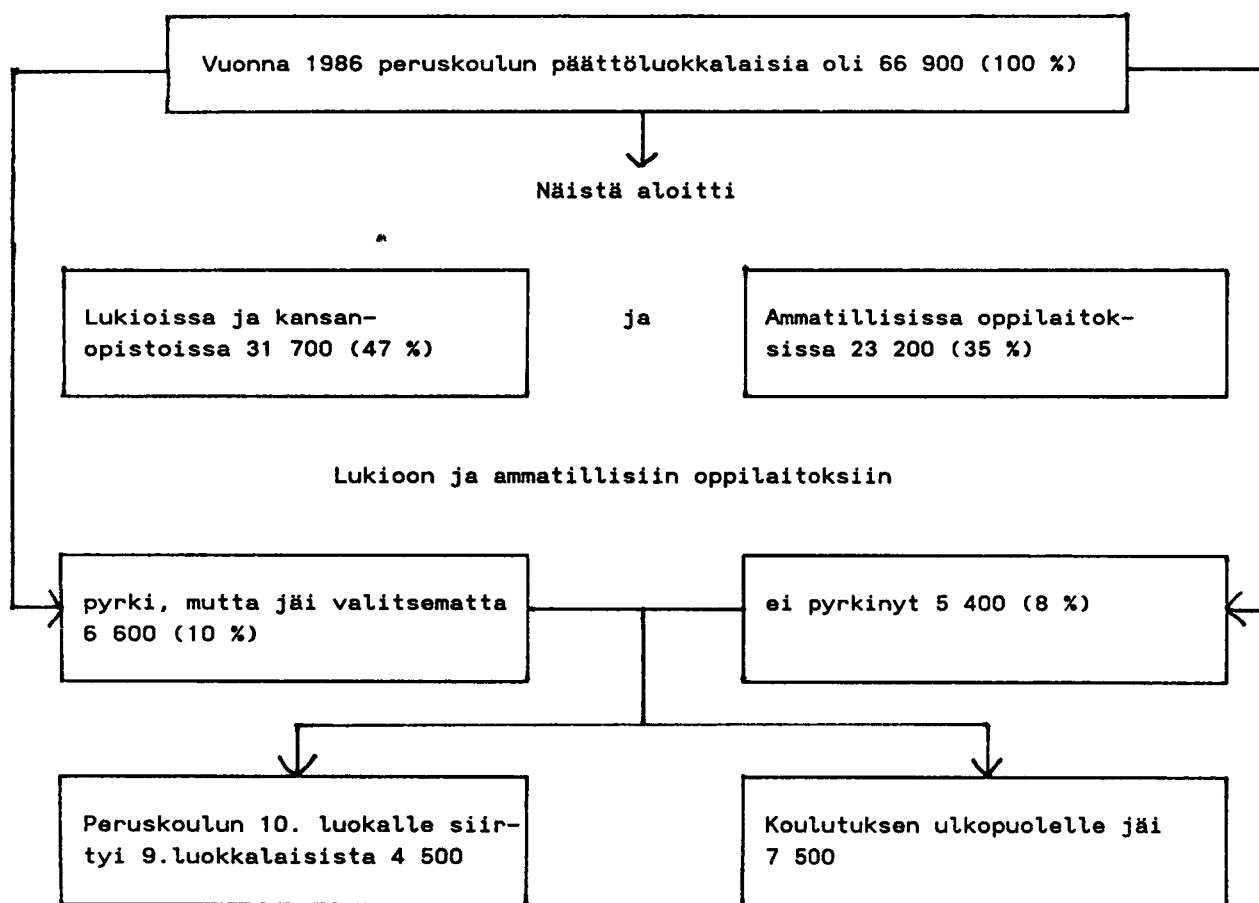 Vuonna 1986 peruskoulun päättöluokkalaisia oli 66 900 (100 %)
Näistä aloitti
Lukioissa ja kansan-
opistoissa 31 700 (47 %)
ja
Ammatillisissa oppilaitok-
sissa 23 200 (35 %)
Lukioon ja ammatillisiin oppilaitoksiin
pyrki, mutta jäi valitsematta
6 600 (10 %)
ei pyrkinyt 5 400 (8 %)
Peruskoulun 10. luokalle siir-
tyi 9.luokkalaisista 4 500
Koulutuksen ulkopuolelle jäi
7 500